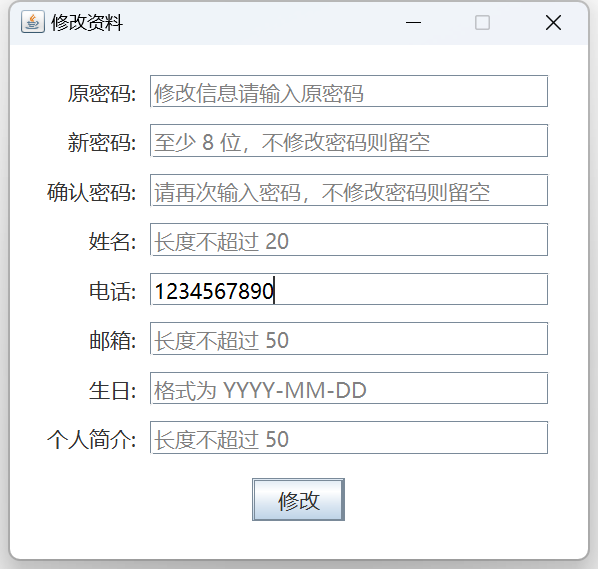 修改资料
原密码: 修改信息请输入原密码
新密码: 至少 8 位，不修改密码则留空
确认密码: 请再次输入密码，不修改密码则留空
姓名: 长度不超过 20
电话: 1234567890
邮箱: 长度不超过 50
生日: 格式为 YYYY-MM-DD
个人简介: 长度不超过 50
修改